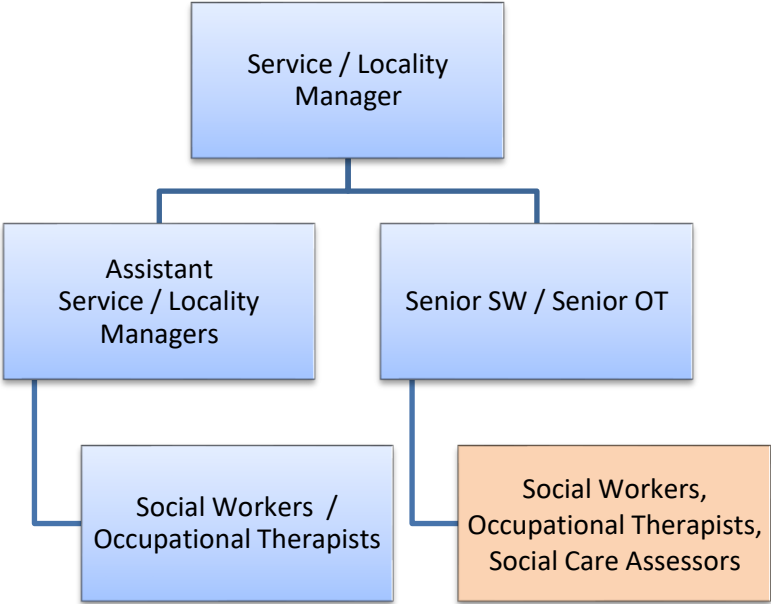 Service / Locality
Manager
Assistant
Service / Locality
Managers
Senior SW / Senior OT
Social Workers  /
Occupational Therapists
Social Workers,
Occupational Therapists,
Social Care Assessors